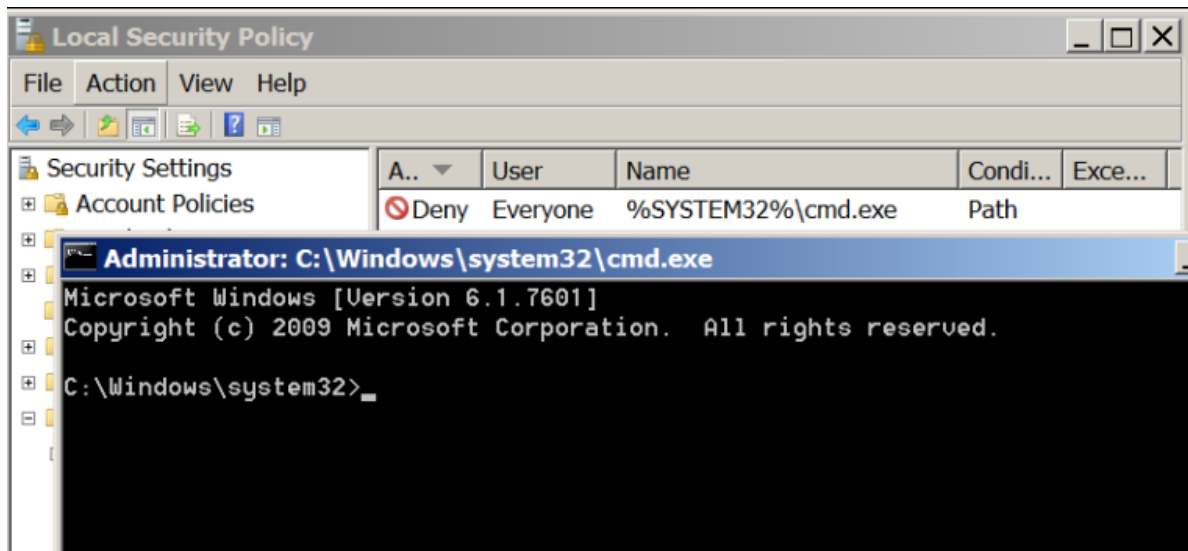 Local Security Policy
File Action View Help
Security Settings
A.. User Name Condi... Exce...
Account Policies
Deny Everyone %SYSTEM32%\cmd.exe Path
Administrator: C:\Windows\system32\cmd.exe
Microsoft Windows [Version 6.1.7601]
Copyright (c) 2009 Microsoft Corporation.  All rights reserved.
C:\Windows\system32>_